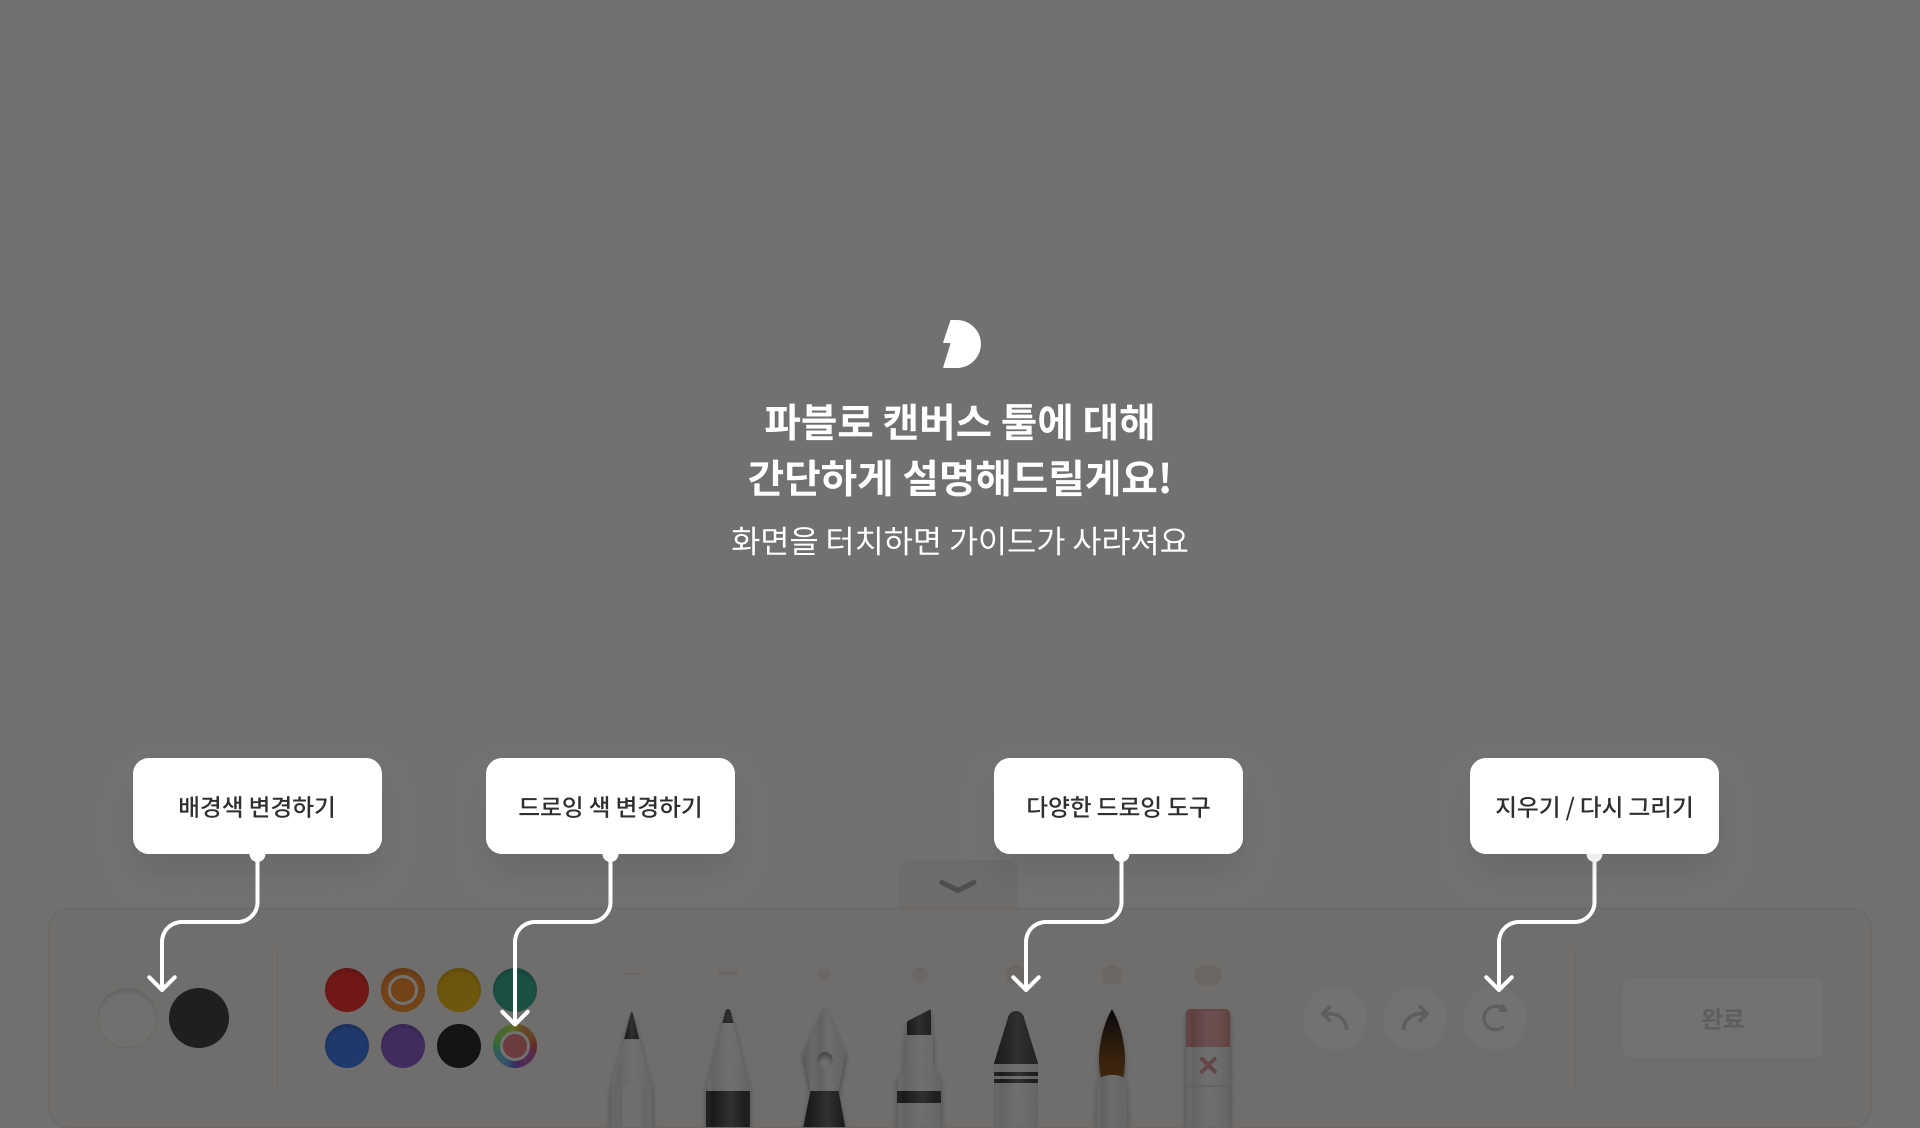 파블로 캔버스 툴에 대해
간단하게 설명해드릴게요!
화면을 터치하면 가이드가 사라져요
배경색 변경하기
드로잉 색 변경하기
다양한 드로잉 도구
지우기 / 다시 그리기
완료